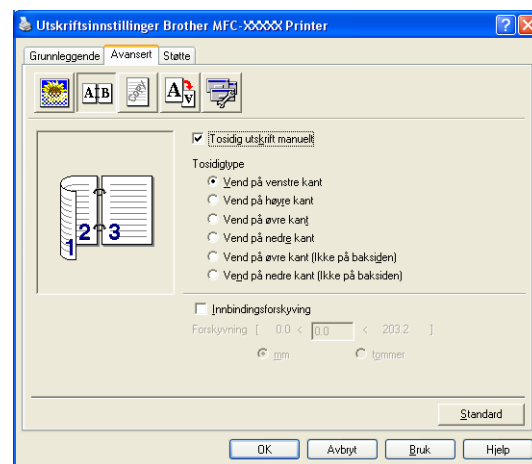 Utskriftsinnstillinger Brother MFC-XXXXX Printer
Grunnleggende Avansert Støtte
A B
A
1 2 3
Tosidig utskrift manuelt
Tosidigtype
Vend på venstre kant
Vend på høyre kant
Vend på øvre kant
Vend på nedre kant
Vend på øvre kant (Ikke på baksiden)
Vend på nedre kant (Ikke på baksiden)
Innbindingsforskyving
Forskyvning [ 0.0 < 0.0 < 203.2 ]
mm tommer
Standard
OK Avbryt Bruk Hjelp